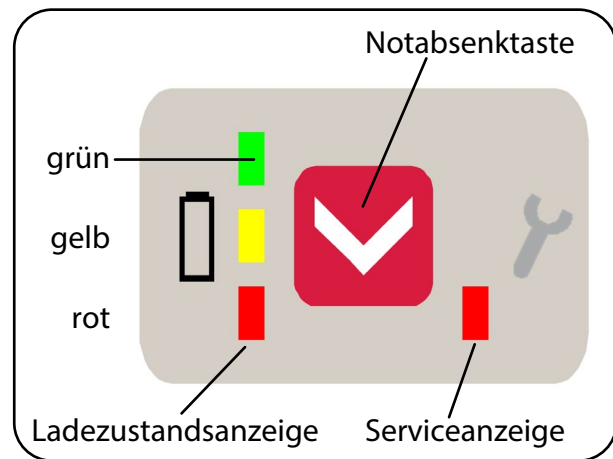 Notabsenktaste
grün
gelb
rot
Ladezustandsanzeige
Serviceanzeige